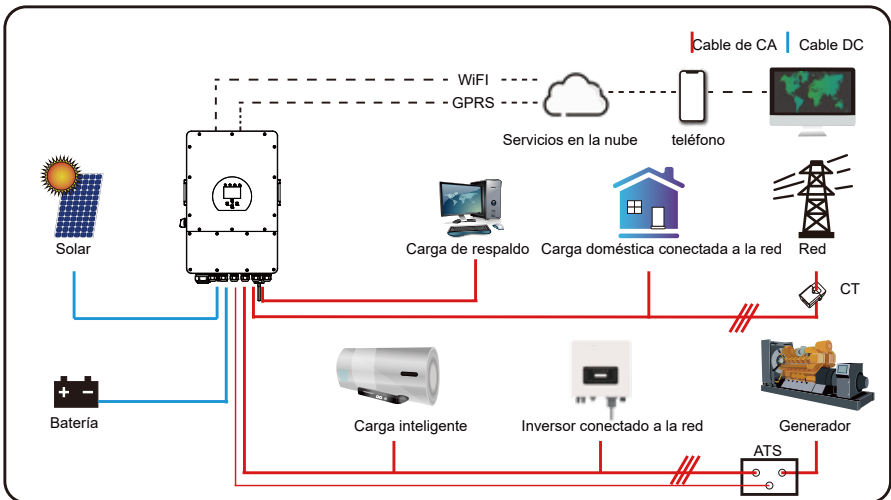 Cable de CA
Cable DC
WiFI
GPRS
Servicios en la nube
teléfono
Solar
Carga de respaldo
Carga doméstica conectada a la red
Red
CT
Batería
Carga inteligente
Inversor conectado a la red
Generador
ATS